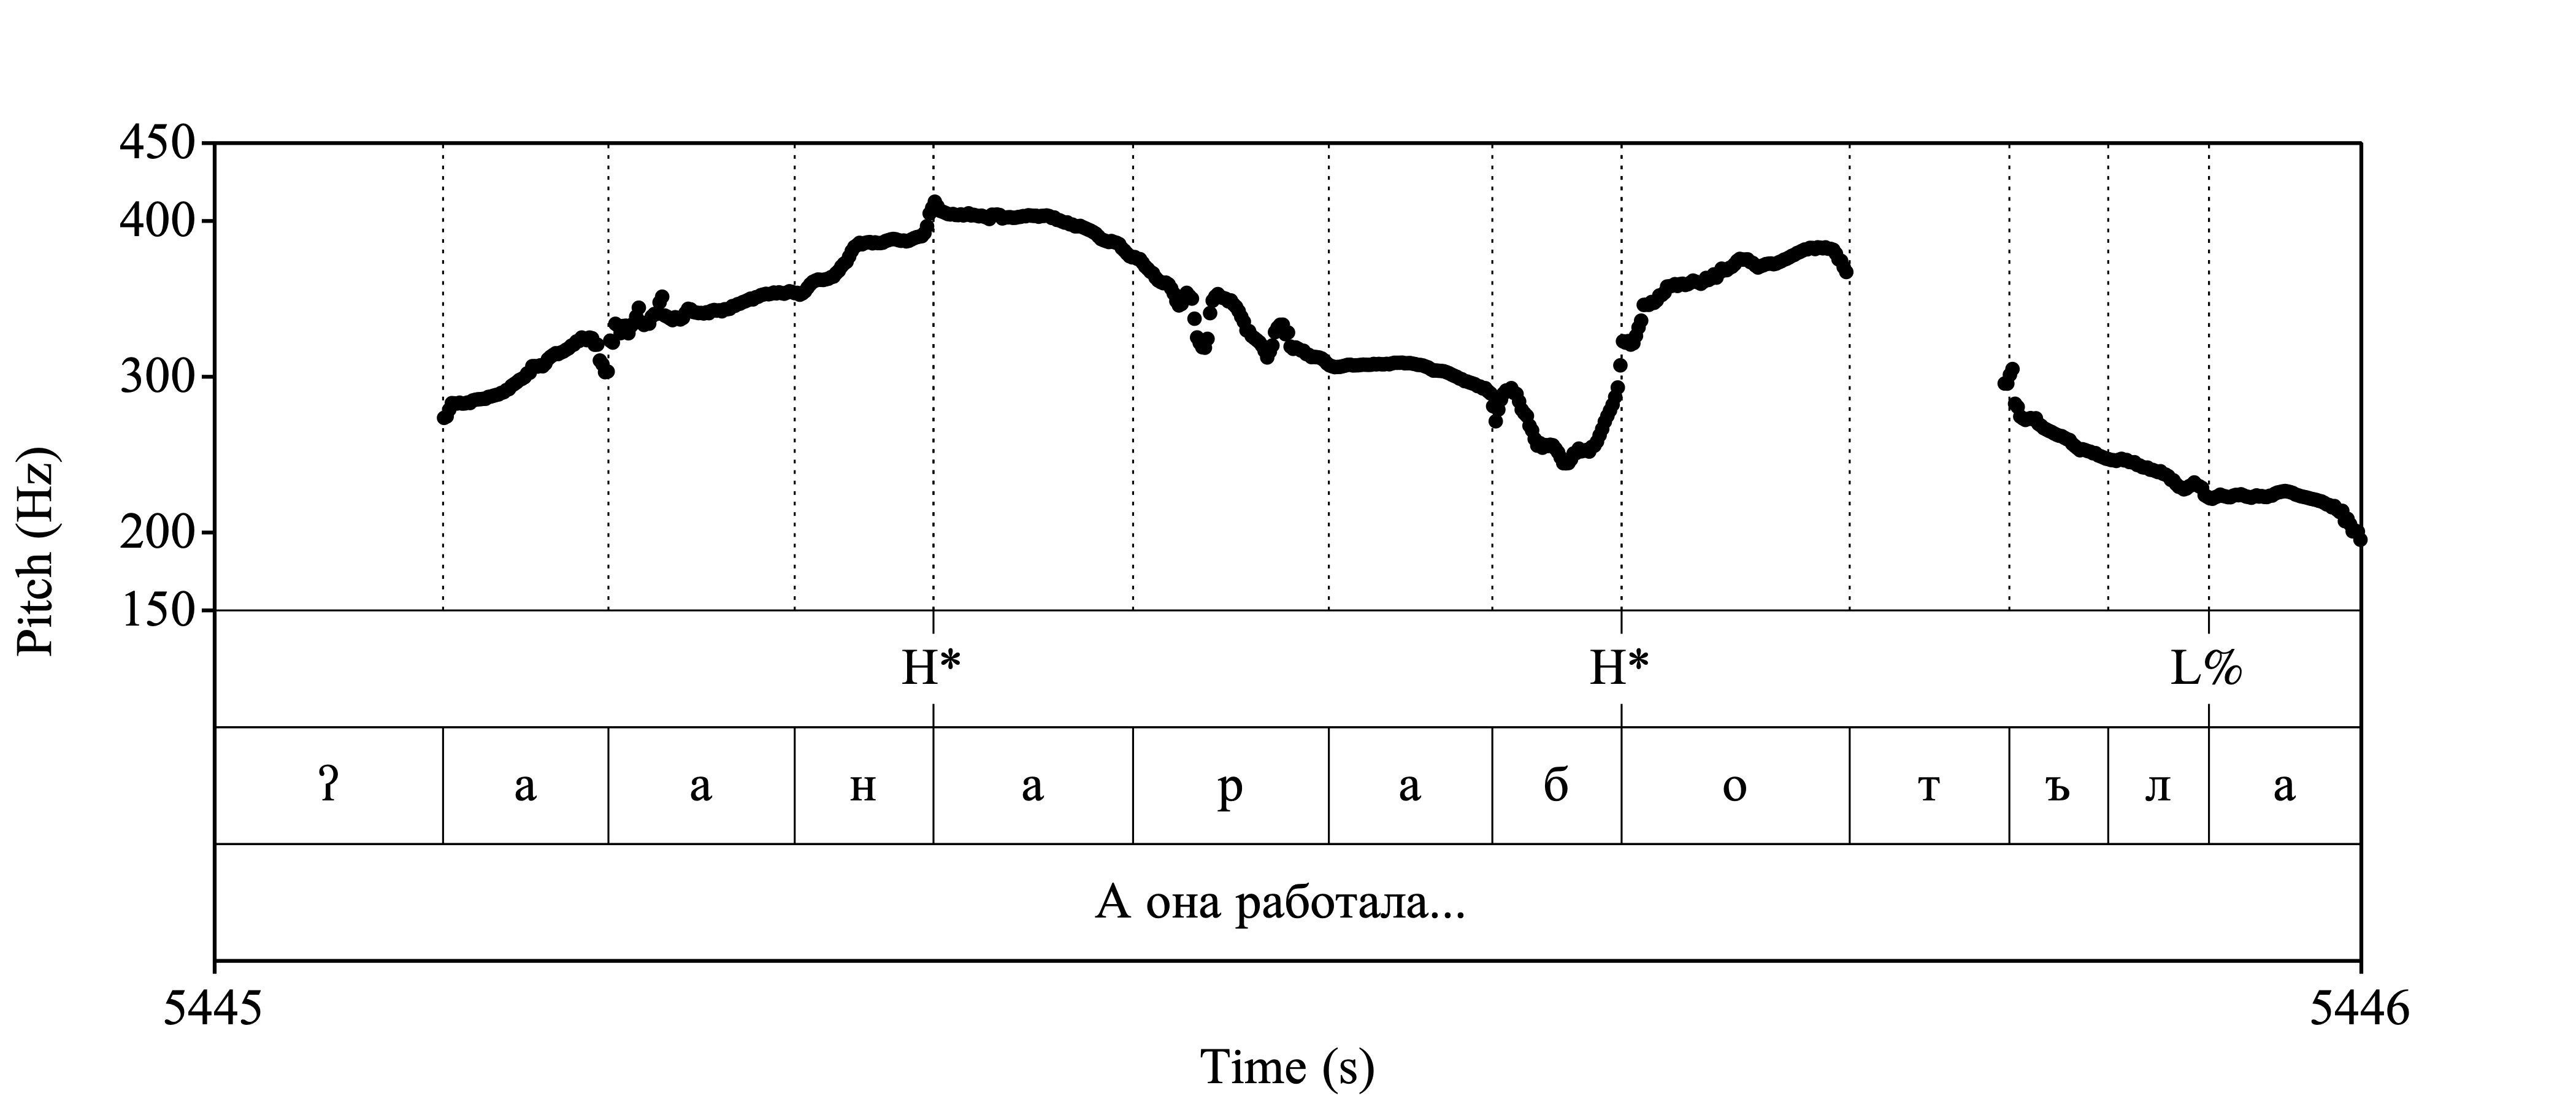 450
400
300
200
150
Pitch (Hz)
H* H* L%
ʔ а а н а р а б о т ъ л а
А она работала...
5445 5446
Time (s)